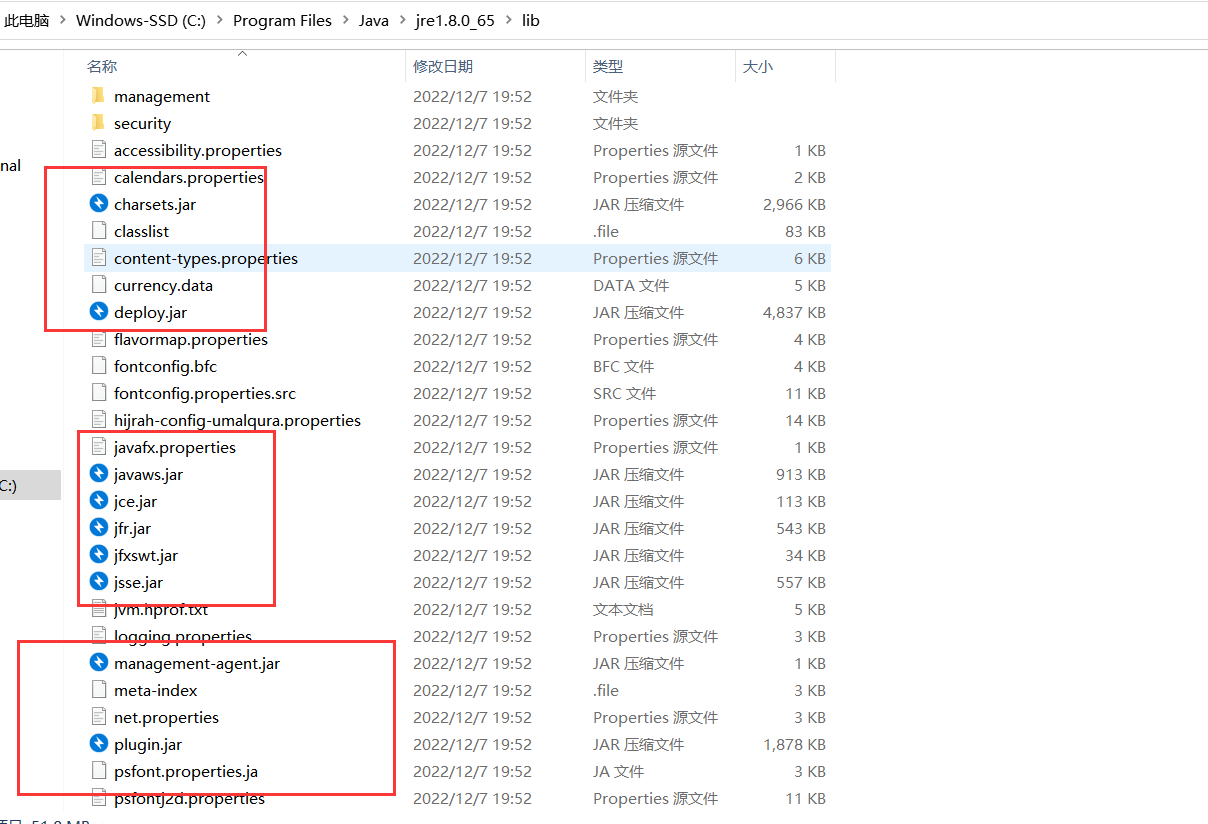 此电脑 > Windows-SSD (C:) > Program Files > Java > jre1.8.0_65 > lib
名称 修改日期 类型 大小
management 2022/12/7 19:52 文件夹
security 2022/12/7 19:52 文件夹
accessibility.properties 2022/12/7 19:52 Properties 源文件 1 KB
nal
calendars.properties 2022/12/7 19:52 Properties 源文件 2 KB
charsets.jar 2022/12/7 19:52 JAR 压缩文件 2,966 KB
classlist 2022/12/7 19:52 .file 83 KB
content-types.properties 2022/12/7 19:52 Properties 源文件 6 KB
currency.data 2022/12/7 19:52 DATA 文件 5 KB
deploy.jar 2022/12/7 19:52 JAR 压缩文件 4,837 KB
flavormap.properties 2022/12/7 19:52 Properties 源文件 4 KB
fontconfig.bfc 2022/12/7 19:52 BFC 文件 4 KB
fontconfig.properties.src 2022/12/7 19:52 SRC 文件 11 KB
hijrah-config-umalqura.properties 2022/12/7 19:52 Properties 源文件 14 KB
javafx.properties 2022/12/7 19:52 Properties 源文件 1 KB
javaws.jar 2022/12/7 19:52 JAR 压缩文件 913 KB
C:)
jce.jar 2022/12/7 19:52 JAR 压缩文件 113 KB
jfr.jar 2022/12/7 19:52 JAR 压缩文件 543 KB
jfxswt.jar 2022/12/7 19:52 JAR 压缩文件 34 KB
jsse.jar 2022/12/7 19:52 JAR 压缩文件 557 KB
jvm.hprof.txt 2022/12/7 19:52 文本文档 5 KB
logging.properties 2022/12/7 19:52 Properties 源文件 3 KB
management-agent.jar 2022/12/7 19:52 JAR 压缩文件 1 KB
meta-index 2022/12/7 19:52 .file 3 KB
net.properties 2022/12/7 19:52 Properties 源文件 3 KB
plugin.jar 2022/12/7 19:52 JAR 压缩文件 1,878 KB
psfont.properties.ja 2022/12/7 19:52 JA 文件 3 KB
psfontj2d.properties 2022/12/7 19:52 Properties 源文件 11 KB